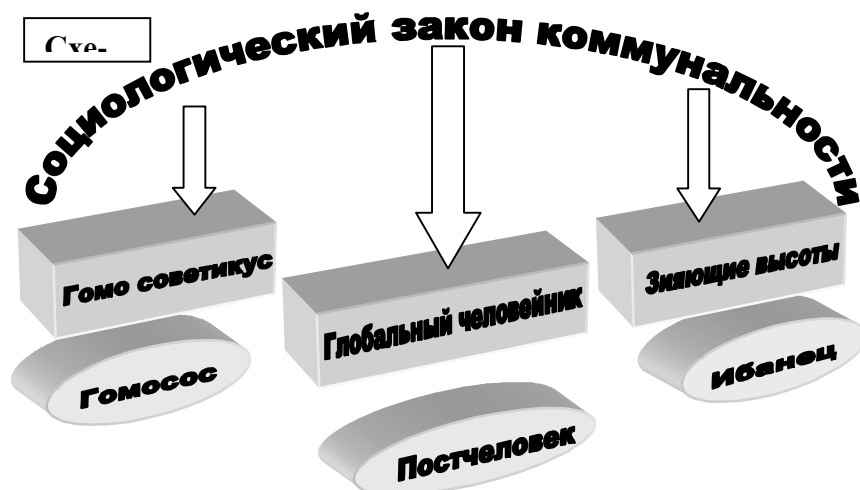 Схе-
Социологический закон коммунальности
Гомо советикус
Глобальный человейник
Зияющие высоты
Гомосос
Постчеловек
Ибанец